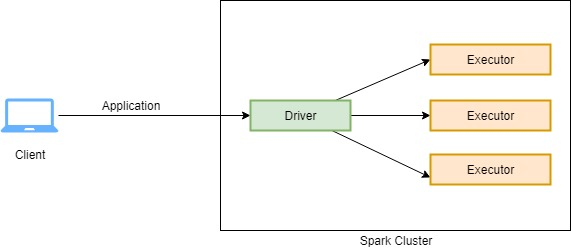 Application
Client
Driver
Executor
Executor
Executor
Spark Cluster